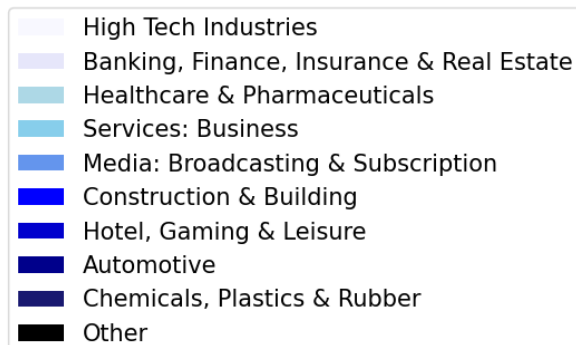 High Tech Industries
Banking, Finance, Insurance & Real Estate
Healthcare & Pharmaceuticals
Services: Business
Media: Broadcasting & Subscription
Construction & Building
Hotel, Gaming & Leisure
Automotive
Chemicals, Plastics & Rubber
Other